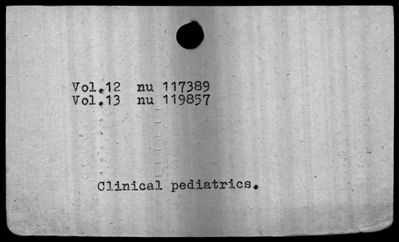 Vol.12 nu 117389
Vol.13 nu 119857
Clinical pediatrics.